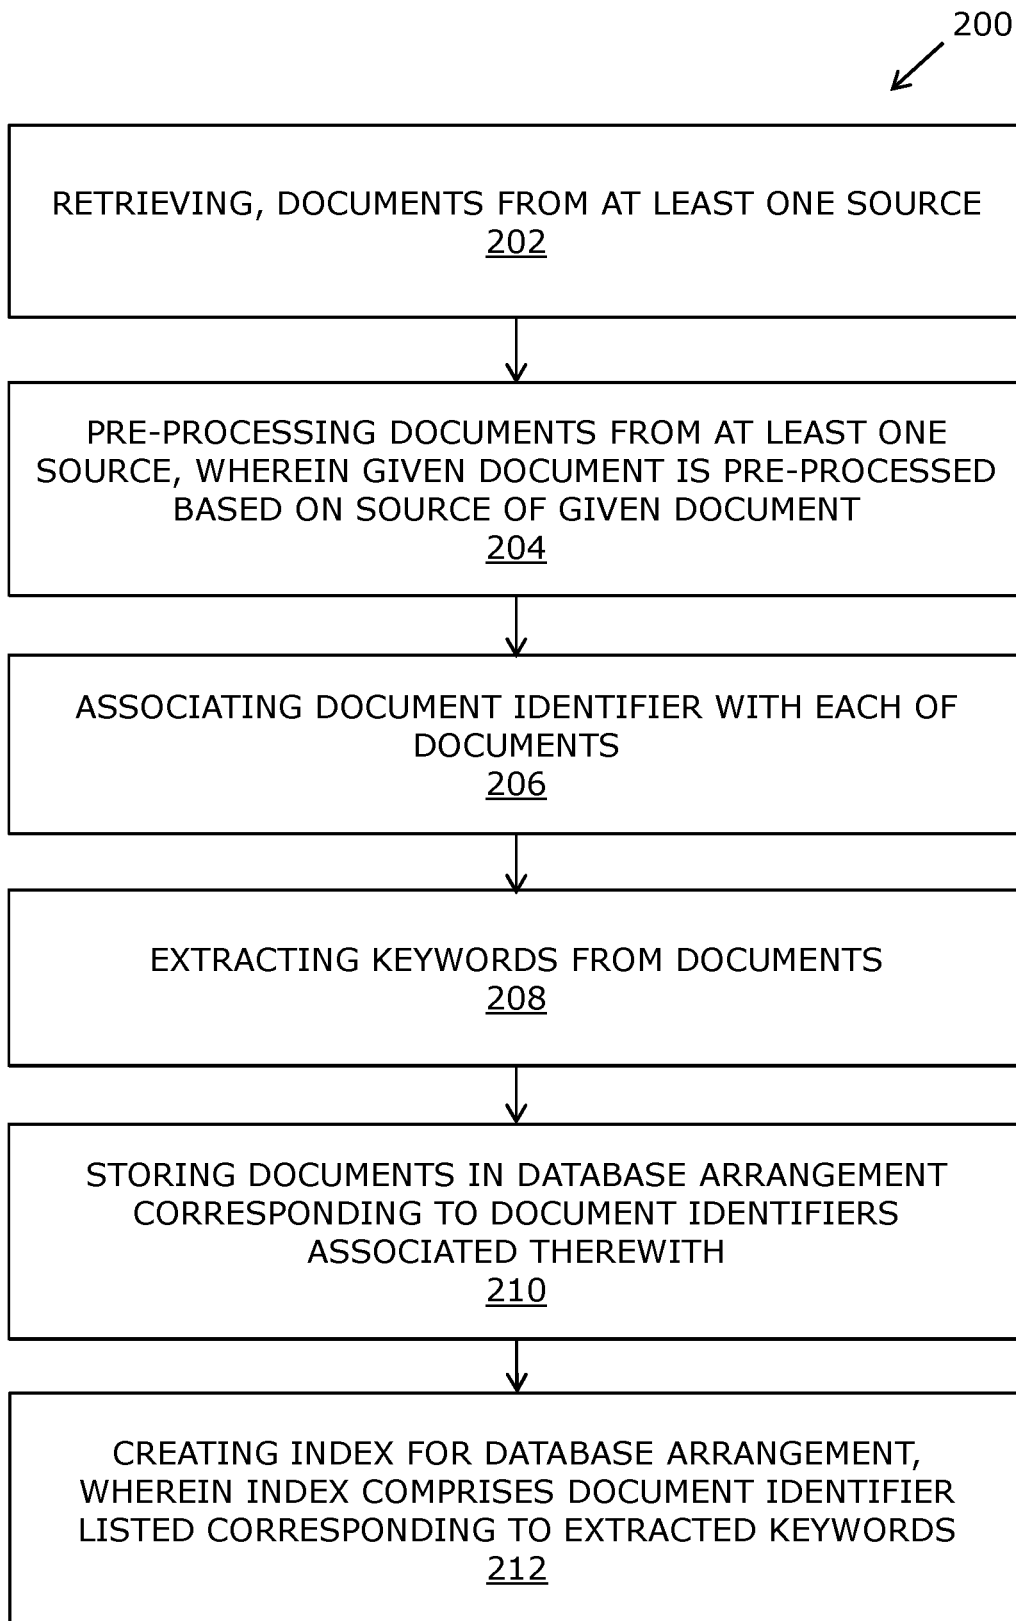 200
RETRIEVING, DOCUMENTS FROM AT LEAST ONE SOURCE
202
PRE-PROCESSING DOCUMENTS FROM AT LEAST ONE
SOURCE, WHEREIN GIVEN DOCUMENT IS PRE-PROCESSED
BASED ON SOURCE OF GIVEN DOCUMENT
204
ASSOCIATING DOCUMENT IDENTIFIER WITH EACH OF
DOCUMENTS
206
EXTRACTING KEYWORDS FROM DOCUMENTS
208
STORING DOCUMENTS IN DATABASE ARRANGEMENT
CORRESPONDING TO DOCUMENT IDENTIFIERS
ASSOCIATED THEREWITH
210
CREATING INDEX FOR DATABASE ARRANGEMENT,
WHEREIN INDEX COMPRISES DOCUMENT IDENTIFIER
LISTED CORRESPONDING TO EXTRACTED KEYWORDS
212